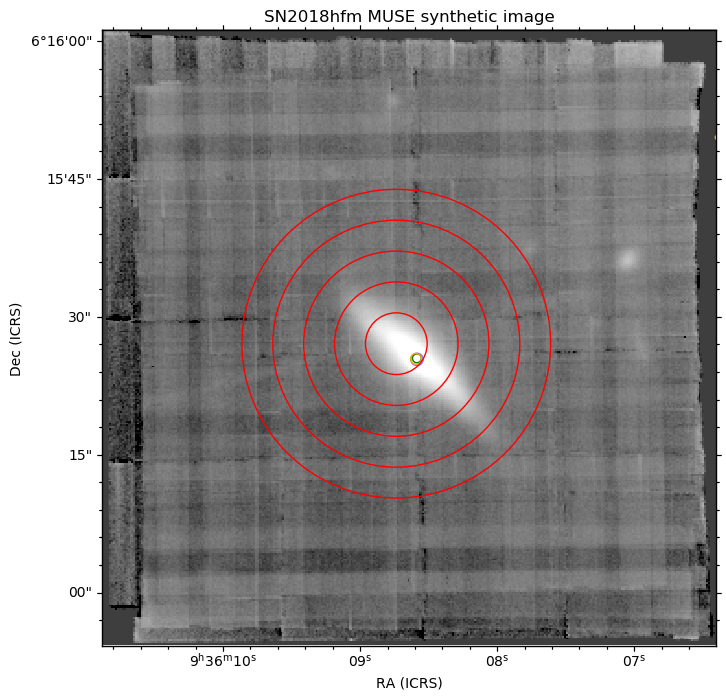 SN2018hfm MUSE synthetic image
6°16'00"
15'45"
30"
15"
00"
Dec (ICRS)
9ʰ36ᵐ10ˢ
09ˢ
08ˢ
07ˢ
RA (ICRS)